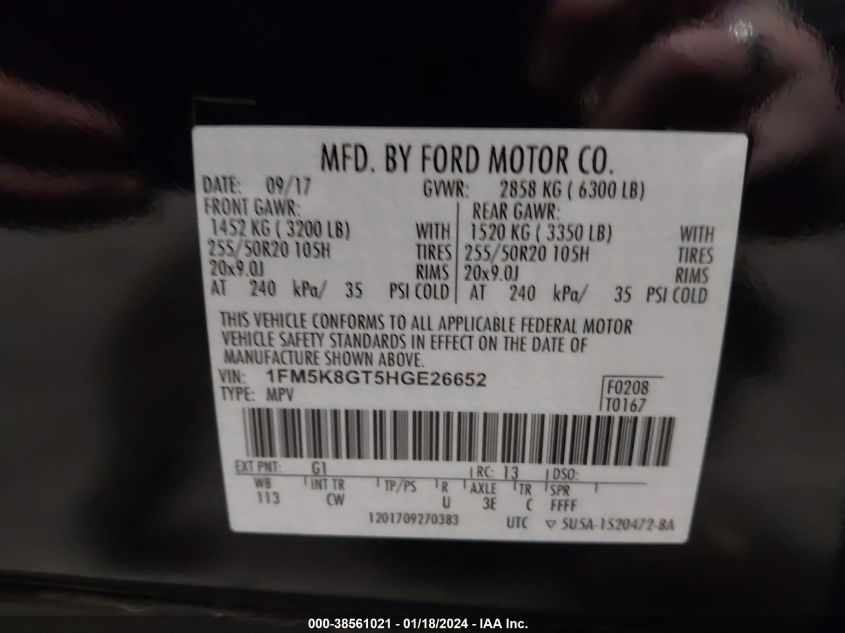 MFD. BY FORD MOTOR CO.
DATE: 09/17 GVWR: 2858 KG ( 6300 LB)
FRONT GAWR: REAR GAWR:
1452 KG ( 3200 LB) WITH 1520 KG ( 3350 LB) WITH
255/50R20 105H TIRES 255/50R20 105H TIRES
20x9.0J RIMS 20x9.0J RIMS
AT 240 kPa/ 35 PSI COLD AT 240 kPa/ 35 PSI COLD
THIS VEHICLE CONFORMS TO ALL APPLICABLE FEDERAL MOTOR
VEHICLE SAFETY STANDARDS IN EFFECT ON THE DATE OF
MANUFACTURE SHOWN ABOVE.
VIN: 1FM5K8GT5HGE26652 F0208
TYPE: MPV T0167
EXT PNT: G1 RC: 13 DSO:
WB INT TR TP/PS R AXLE TR SPR
113 CW U 3E C FFFF
1201709270383 UTC ▽ 5USA-1520472-BA
000-38561021 - 01/18/2024 - IAA Inc.